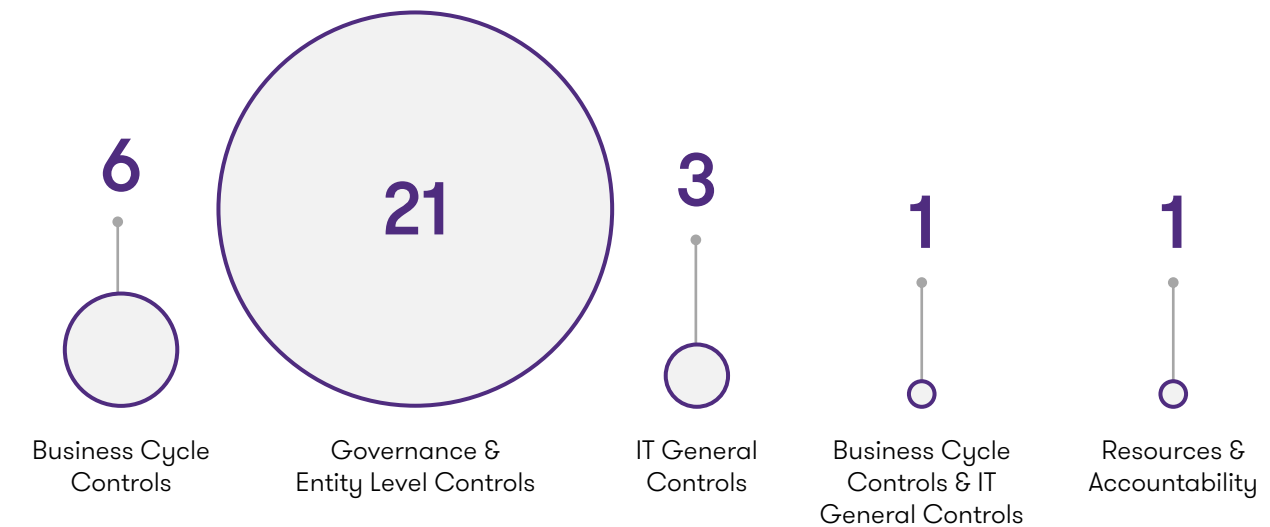 6
Business Cycle
Controls
21
Governance &
Entity Level Controls
3
IT General
Controls
1
Business Cycle
Controls & IT
General Controls
1
Resources &
Accountability